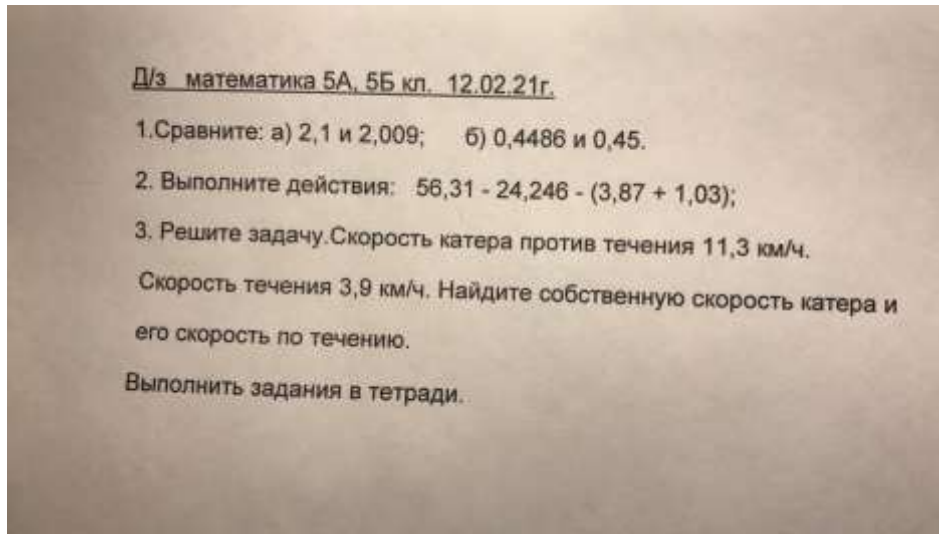 Д/з математика 5А, 5Б кл. 12.02.21г.
1.Сравните: а) 2,1 и 2,009; б) 0,4486 и 0,45.
2. Выполните действия: 56,31 - 24,246 - (3,87 + 1,03);
3. Решите задачу.Скорость катера против течения 11,3 км/ч.
Скорость течения 3,9 км/ч. Найдите собственную скорость катера и
его скорость по течению.
Выполнить задания в тетради.